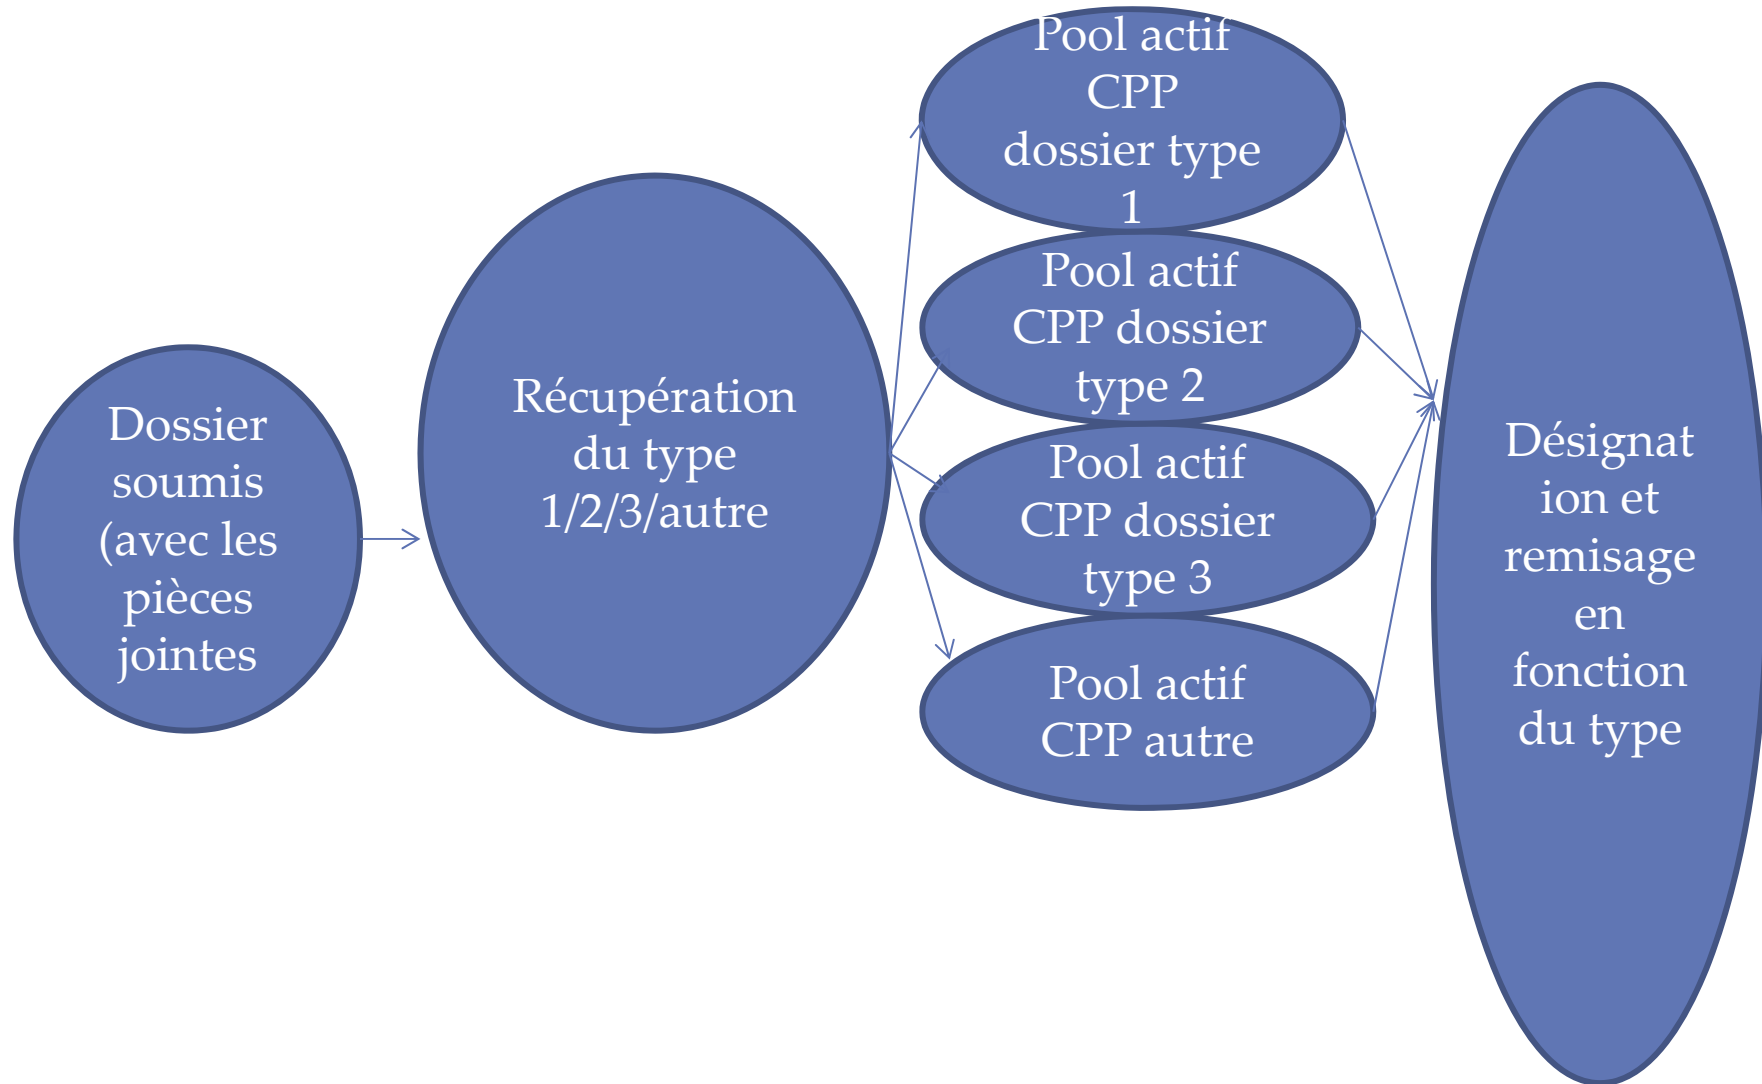 Dossier
soumis
(avec les
pièces
jointes
Récupération
du type
1/2/3/autre
Pool actif
CPP
dossier type
1
Pool actif
CPP dossier
type 2
Pool actif
CPP dossier
type 3
Pool actif
CPP autre
Désignat
ion et
remisage
en
fonction
du type